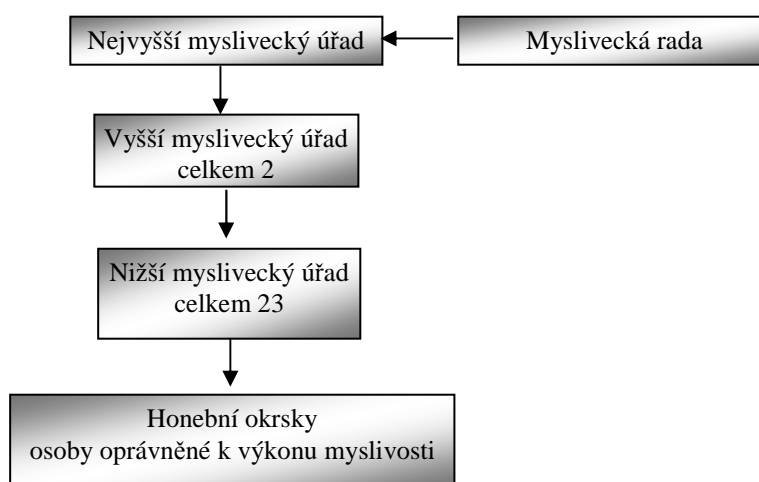 Nejvyšší myslivecký úřad
Myslivecká rada
Vyšší myslivecký úřad
celkem 2
Nižší myslivecký úřad
celkem 23
Honební okrsky
osoby oprávněné k výkonu myslivosti